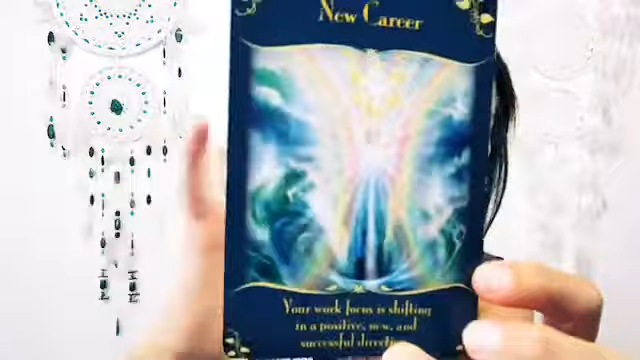 New Career
Your work focus is shifting
in a positive, new, and
successful